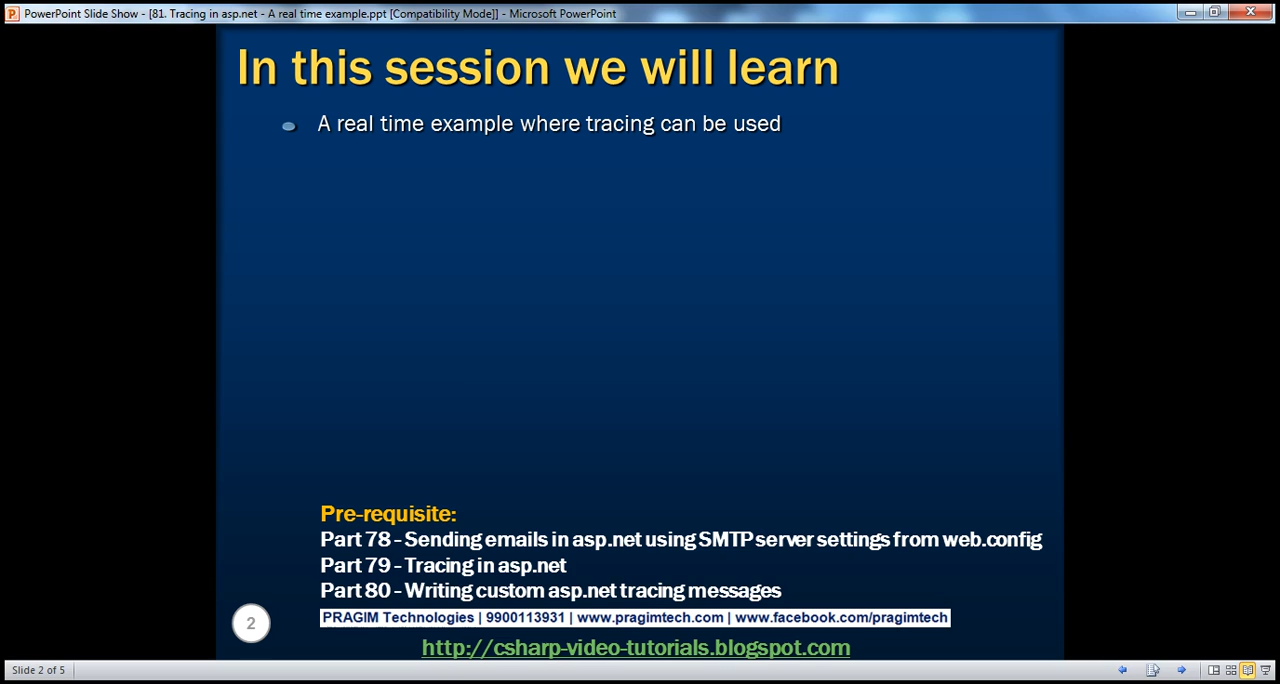 PowerPoint Slide Show - [81. Tracing in asp.net - A real time example.ppt [Compatibility Mode]] - Microsoft PowerPoint
In this session we will learn
A real time example where tracing can be used
Pre-requisite:
Part 78 - Sending emails in asp.net using SMTP server settings from web.config
Part 79 - Tracing in asp.net
Part 80 - Writing custom asp.net tracing messages
PRAGIM Technologies | 9900113931 | www.pragimtech.com | www.facebook.com/pragimtech
2
http://csharp-video-tutorials.blogspot.com
Slide 2 of 5